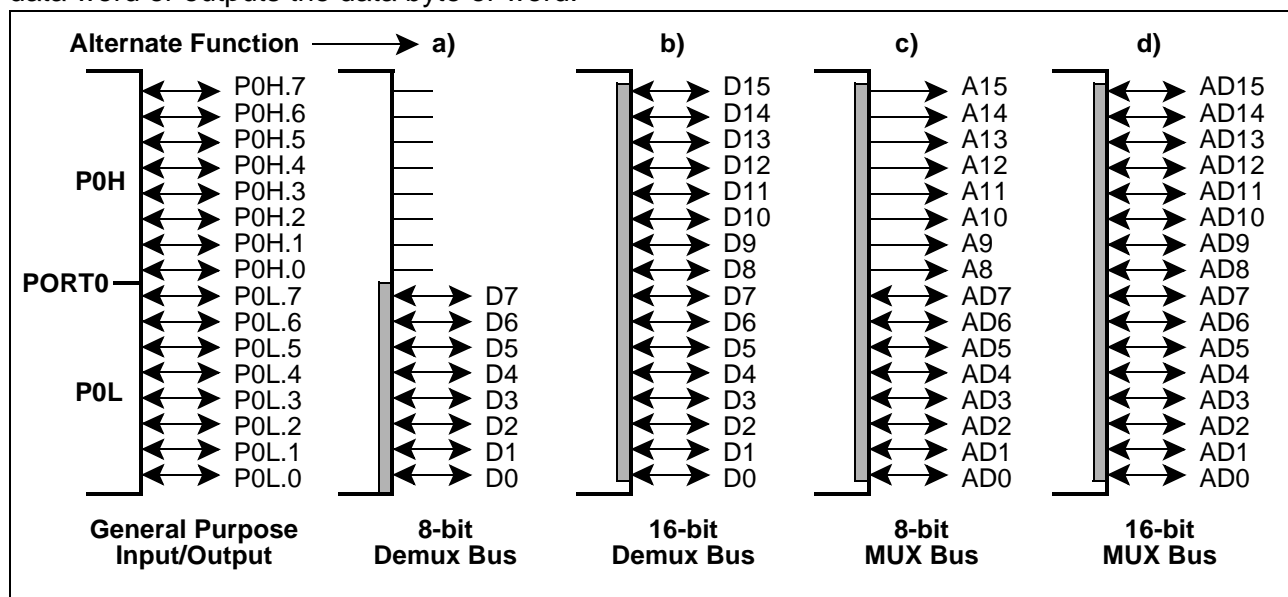 data word or outputs the data byte or word.
Alternate Function a) b) c) d)
P0H.7 D15 A15 AD15
P0H.6 D14 A14 AD14
P0H.5 D13 A13 AD13
P0H.4 D12 A12 AD12
P0H
P0H.3 D11 A11 AD11
P0H.2 D10 A10 AD10
P0H.1 D9 A9 AD9
P0H.0 D8 A8 AD8
PORT0
P0L.7 D7 D7 AD7 AD7
P0L.6 D6 D6 AD6 AD6
P0L.5 D5 D5 AD5 AD5
P0L.4 D4 D4 AD4 AD4
P0L
P0L.3 D3 D3 AD3 AD3
P0L.2 D2 D2 AD2 AD2
P0L.1 D1 D1 AD1 AD1
P0L.0 D0 D0 AD0 AD0
General Purpose 8-bit 16-bit 8-bit 16-bit
Input/Output Demux Bus Demux Bus MUX Bus MUX Bus